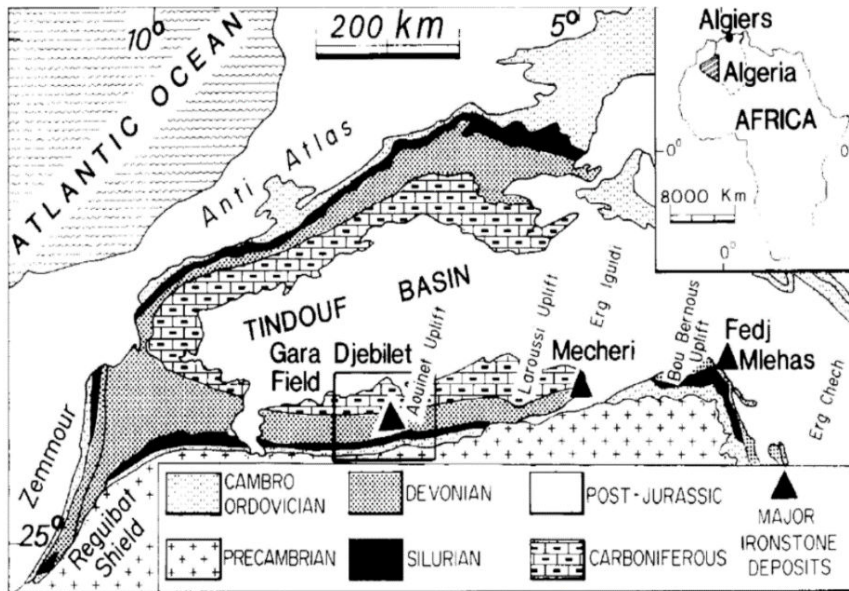 10°
200 km
5°
Algiers
Algeria
AFRICA
0°
8000 Km
0°
ATLANTIC OCEAN
Anti Atlas
TINDOUF BASIN
Gara Djebilet
Field
Aouinet Uplift
Laroussi Uplift
Erg Iguidi
Mecheri
Bou Bernous
Uplift
Fedj
Mlehas
Erg Chech
Zemmour
Reguibat
Shield
25°
CAMBRO
ORDOVICIAN
DEVONIAN
POST-JURASSIC
PRECAMBRIAN
SILURIAN
CARBONIFEROUS
MAJOR
IRONSTONE
DEPOSITS